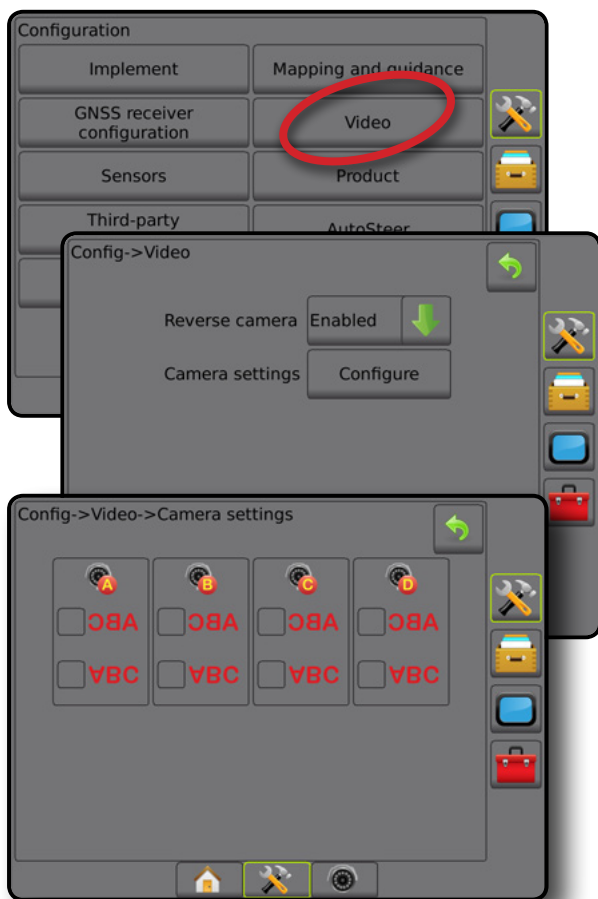 Configuration
Implement
Mapping and guidance
GNSS receiver
configuration
Video
Sensors
Product
Third-party
AutoSteer
Config->Video
Reverse camera
Enabled
Camera settings
Configure
Config->Video->Camera settings
A
B
C
D
ABC
ABC
ABC
ABC
ABC
ABC
ABC
ABC